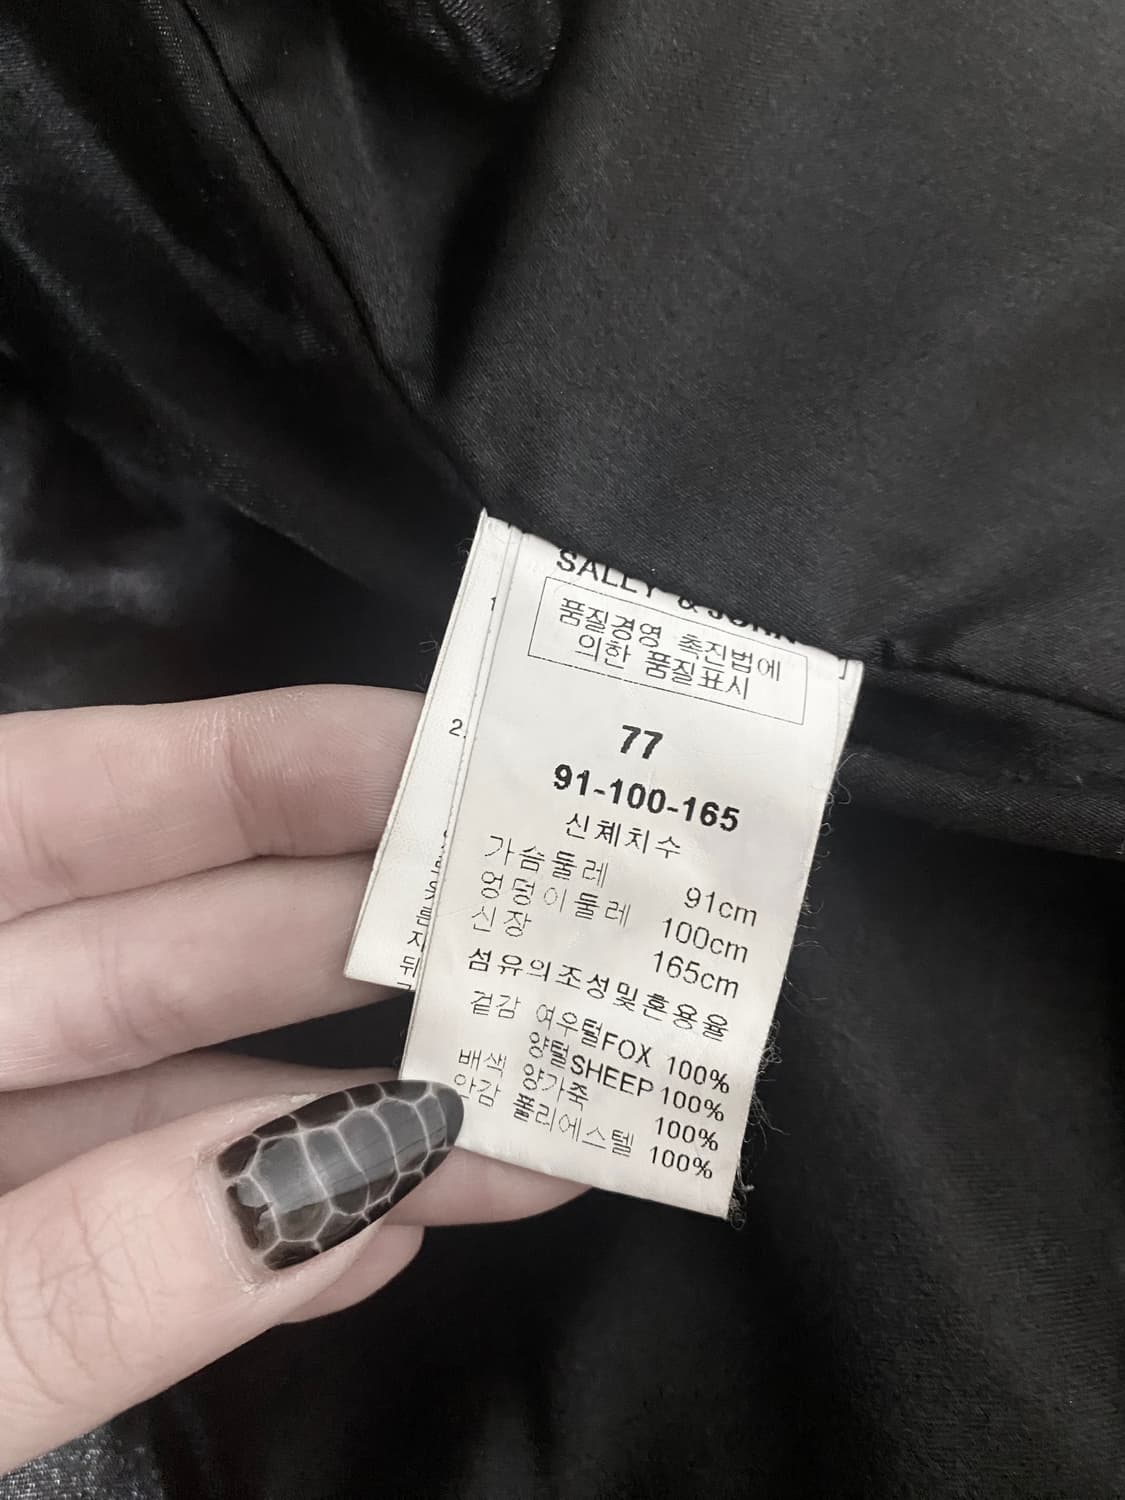 SALLY & JOHN
품질경영 촉진법에
의한 품질표시
77
91-100-165
신체치수
가슴둘레 91cm
엉덩이둘레 100cm
신장 165cm
섬유의조성및혼용율
겉감 여우털FOX 100%
양털SHEEP 100%
배색 양가죽 100%
안감 폴리에스텔 100%
1
2.